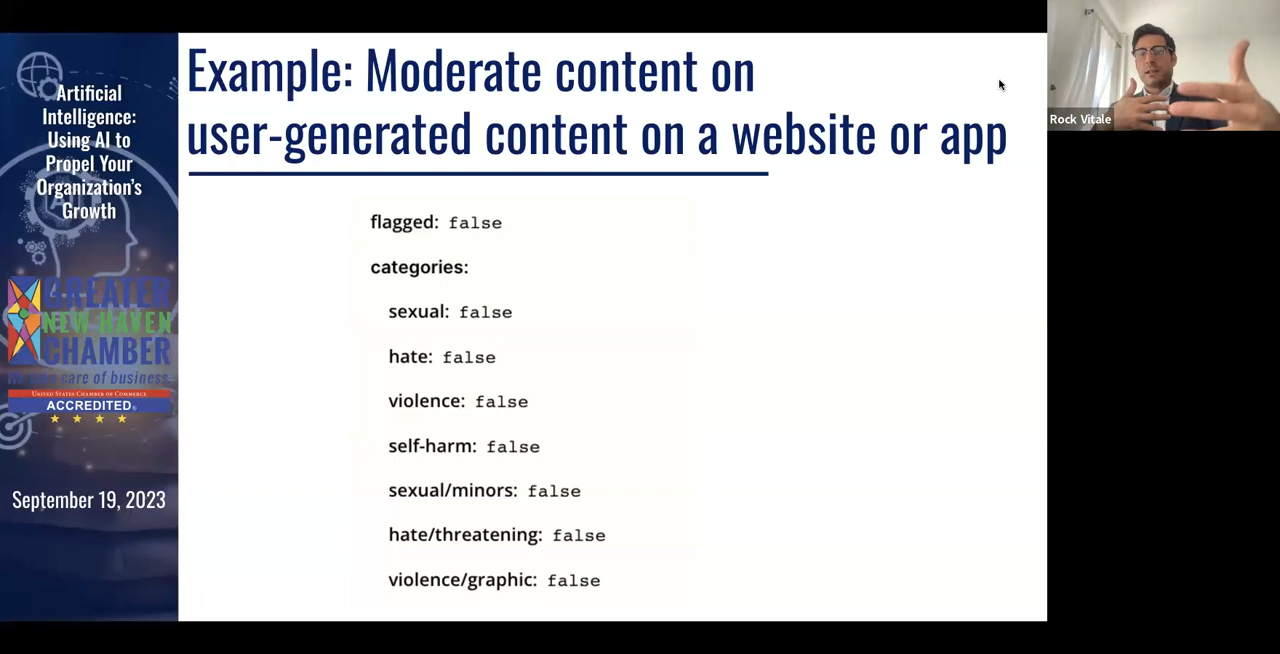 Artificial
Intelligence:
Using AI to
Propel Your
Organization's
Growth
GREATER
NEW HAVEN
CHAMBER
We take care of business.
UNITED STATES CHAMBER OF COMMERCE
ACCREDITED
September 19, 2023
Example: Moderate content on
user-generated content on a website or app
flagged: false
categories:
sexual: false
hate: false
violence: false
self-harm: false
sexual/minors: false
hate/threatening: false
violence/graphic: false
Rock Vitale